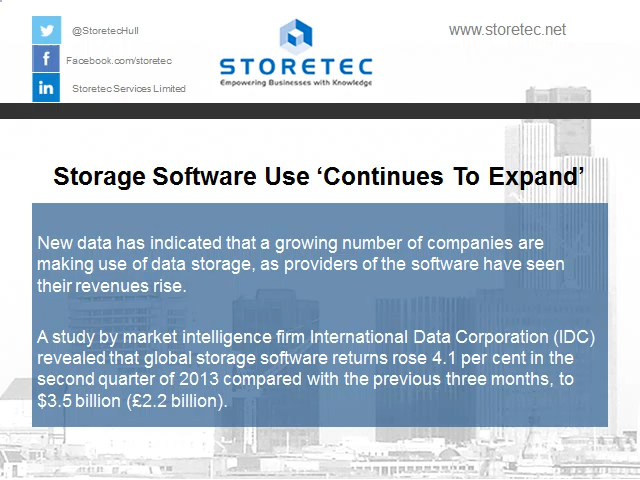 @StoretecHull
www.storetec.net
Facebook.com/storetec
STORETEC
Empowering Businesses with Knowledge
Storetec Services Limited
Storage Software Use ‘Continues To Expand’
New data has indicated that a growing number of companies are
making use of data storage, as providers of the software have seen
their revenues rise.
A study by market intelligence firm International Data Corporation (IDC)
revealed that global storage software returns rose 4.1 per cent in the
second quarter of 2013 compared with the previous three months, to
$3.5 billion (£2.2 billion).